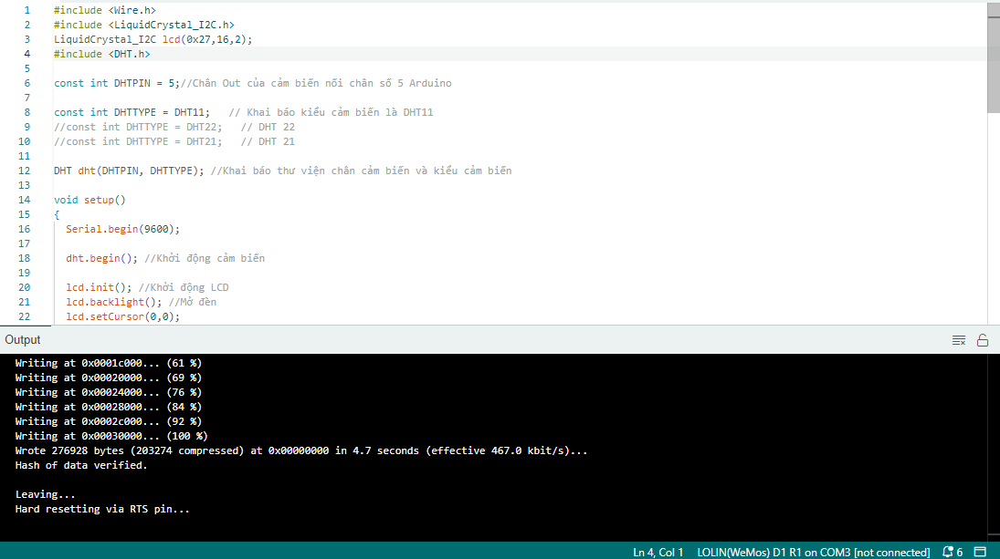 1 #include <Wire.h>
2 #include <LiquidCrystal_I2C.h>
3 LiquidCrystal_I2C lcd(0x27,16,2);
4 #include <DHT.h>
5
6 const int DHTPIN = 5;//Chân Out của cảm biến nối chân số 5 Arduino
7
8 const int DHTTYPE = DHT11;   // Khai báo kiểu cảm biến là DHT11
9 //const int DHTTYPE = DHT22;   // DHT 22
10 //const int DHTTYPE = DHT21;   // DHT 21
11
12 DHT dht(DHTPIN, DHTTYPE); //Khai báo thư viện chân cảm biến và kiểu cảm biến
13
14 void setup()
15 {
16   Serial.begin(9600);
17
18   dht.begin(); //Khởi động cảm biến
19
20   lcd.init(); //Khởi động LCD
21   lcd.backlight(); //Mở đèn
22   lcd.setCursor(0,0);
Output
Writing at 0x0001c000... (61 %)
Writing at 0x00020000... (69 %)
Writing at 0x00024000... (76 %)
Writing at 0x00028000... (84 %)
Writing at 0x0002c000... (92 %)
Writing at 0x00030000... (100 %)
Wrote 276928 bytes (203274 compressed) at 0x00000000 in 4.7 seconds (effective 467.0 kbit/s)...
Hash of data verified.

Leaving...
Hard resetting via RTS pin...
Ln 4, Col 1 LOLIN(WeMos) D1 R1 on COM3 [not connected] 6